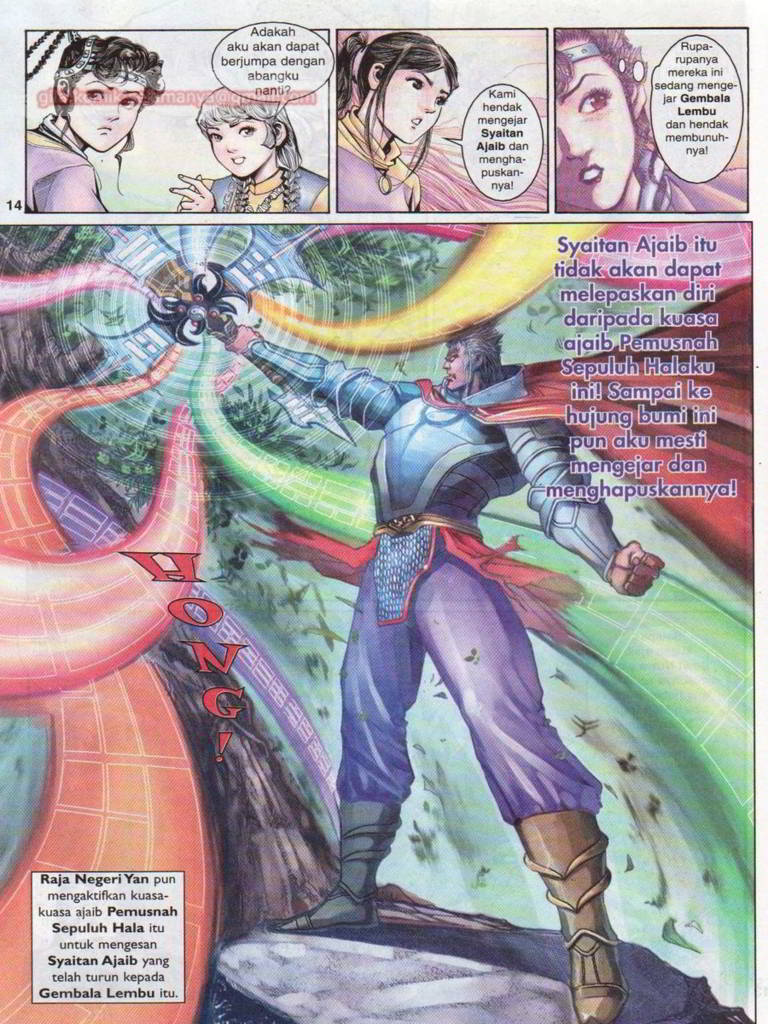 Adakah
aku akan dapat
berjumpa dengan
abangku
nanti?
Kami
hendak
mengejar
Syaitan
Ajaib dan
mengha-
puskan-
nya!
Rupa-
rupanya
mereka ini
sedang menge-
jar Gembala
Lembu
dan hendak
membunuh-
nya!
14
Syaitan Ajaib itu
tidak akan dapat
melepaskan diri
daripada kuasa
ajaib Pemusnah
Sepuluh Halaku
ini! Sampai ke
hujung bumi ini
pun aku mesti
mengejar dan
menghapuskannya!
HONG!
Raja Negeri Yan pun
mengaktifkan kuasa-
kuasa ajaib Pemusnah
Sepuluh Hala itu
untuk mengesan
Syaitan Ajaib yang
telah turun kepada
Gembala Lembu itu.